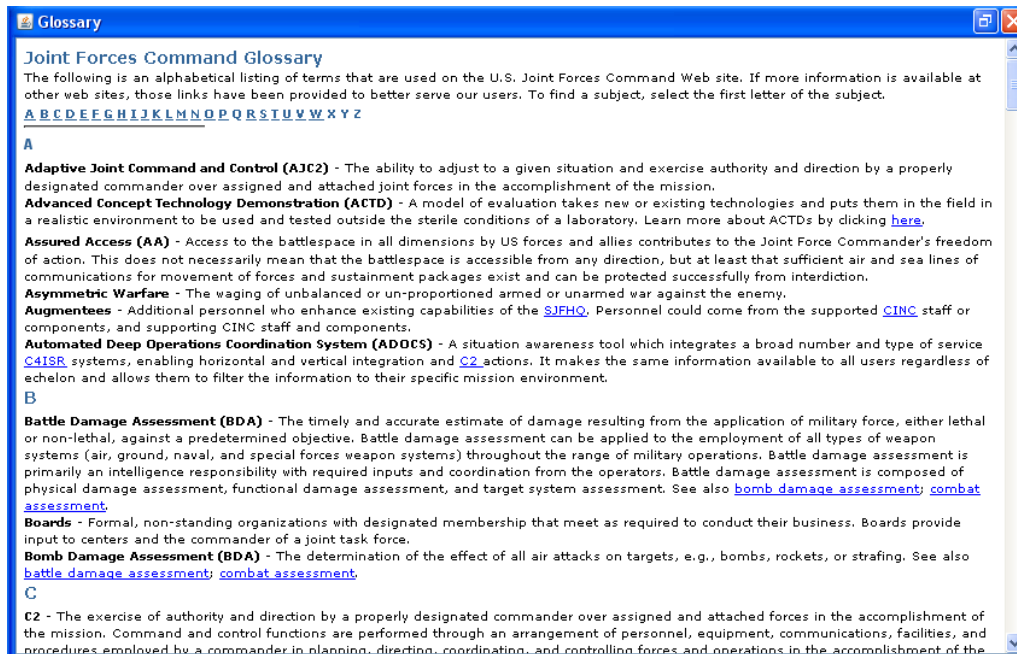 Glossary
Joint Forces Command Glossary
The following is an alphabetical listing of terms that are used on the U.S. Joint Forces Command Web site. If more information is available at
other web sites, those links have been provided to better serve our users. To find a subject, select the first letter of the subject.
A B C D E F G H I J K L M N O P Q R S T U V W X Y Z
A
Adaptive Joint Command and Control (AJC2) - The ability to adjust to a given situation and exercise authority and direction by a properly
designated commander over assigned and attached joint forces in the accomplishment of the mission.
Advanced Concept Technology Demonstration (ACTD) - A model of evaluation takes new or existing technologies and puts them in the field in
a realistic environment to be used and tested outside the sterile conditions of a laboratory. Learn more about ACTDs by clicking here.
Assured Access (AA) - Access to the battlespace in all dimensions by US forces and allies contributes to the Joint Force Commander's freedom
of action. This does not necessarily mean that the battlespace is accessible from any direction, but at least that sufficient air and sea lines of
communications for movement of forces and sustainment packages exist and can be protected successfully from interdiction.
Asymmetric Warfare - The waging of unbalanced or un-proportioned armed or unarmed war against the enemy.
Augmentees - Additional personnel who enhance existing capabilities of the SJFHQ. Personnel could come from the supported CINC staff or
components, and supporting CINC staff and components.
Automated Deep Operations Coordination System (ADOCS) - A situation awareness tool which integrates a broad number and type of service
C4ISR systems, enabling horizontal and vertical integration and C2 actions. It makes the same information available to all users regardless of
echelon and allows them to filter the information to their specific mission environment.
B
Battle Damage Assessment (BDA) - The timely and accurate estimate of damage resulting from the application of military force, either lethal
or non-lethal, against a predetermined objective. Battle damage assessment can be applied to the employment of all types of weapon
systems (air, ground, naval, and special forces weapon systems) throughout the range of military operations. Battle damage assessment is
primarily an intelligence responsibility with required inputs and coordination from the operators. Battle damage assessment is composed of
physical damage assessment, functional damage assessment, and target system assessment. See also bomb damage assessment; combat
assessment.
Boards - Formal, non-standing organizations with designated membership that meet as required to conduct their business. Boards provide
input to centers and the commander of a joint task force.
Bomb Damage Assessment (BDA) - The determination of the effect of all air attacks on targets, e.g., bombs, rockets, or strafing. See also
battle damage assessment; combat assessment.
C
C2 - The exercise of authority and direction by a properly designated commander over assigned and attached forces in the accomplishment of
the mission. Command and control functions are performed through an arrangement of personnel, equipment, communications, facilities, and
procedures employed by a commander in planning, directing, coordinating, and controlling forces and operations in the accomplishment of the